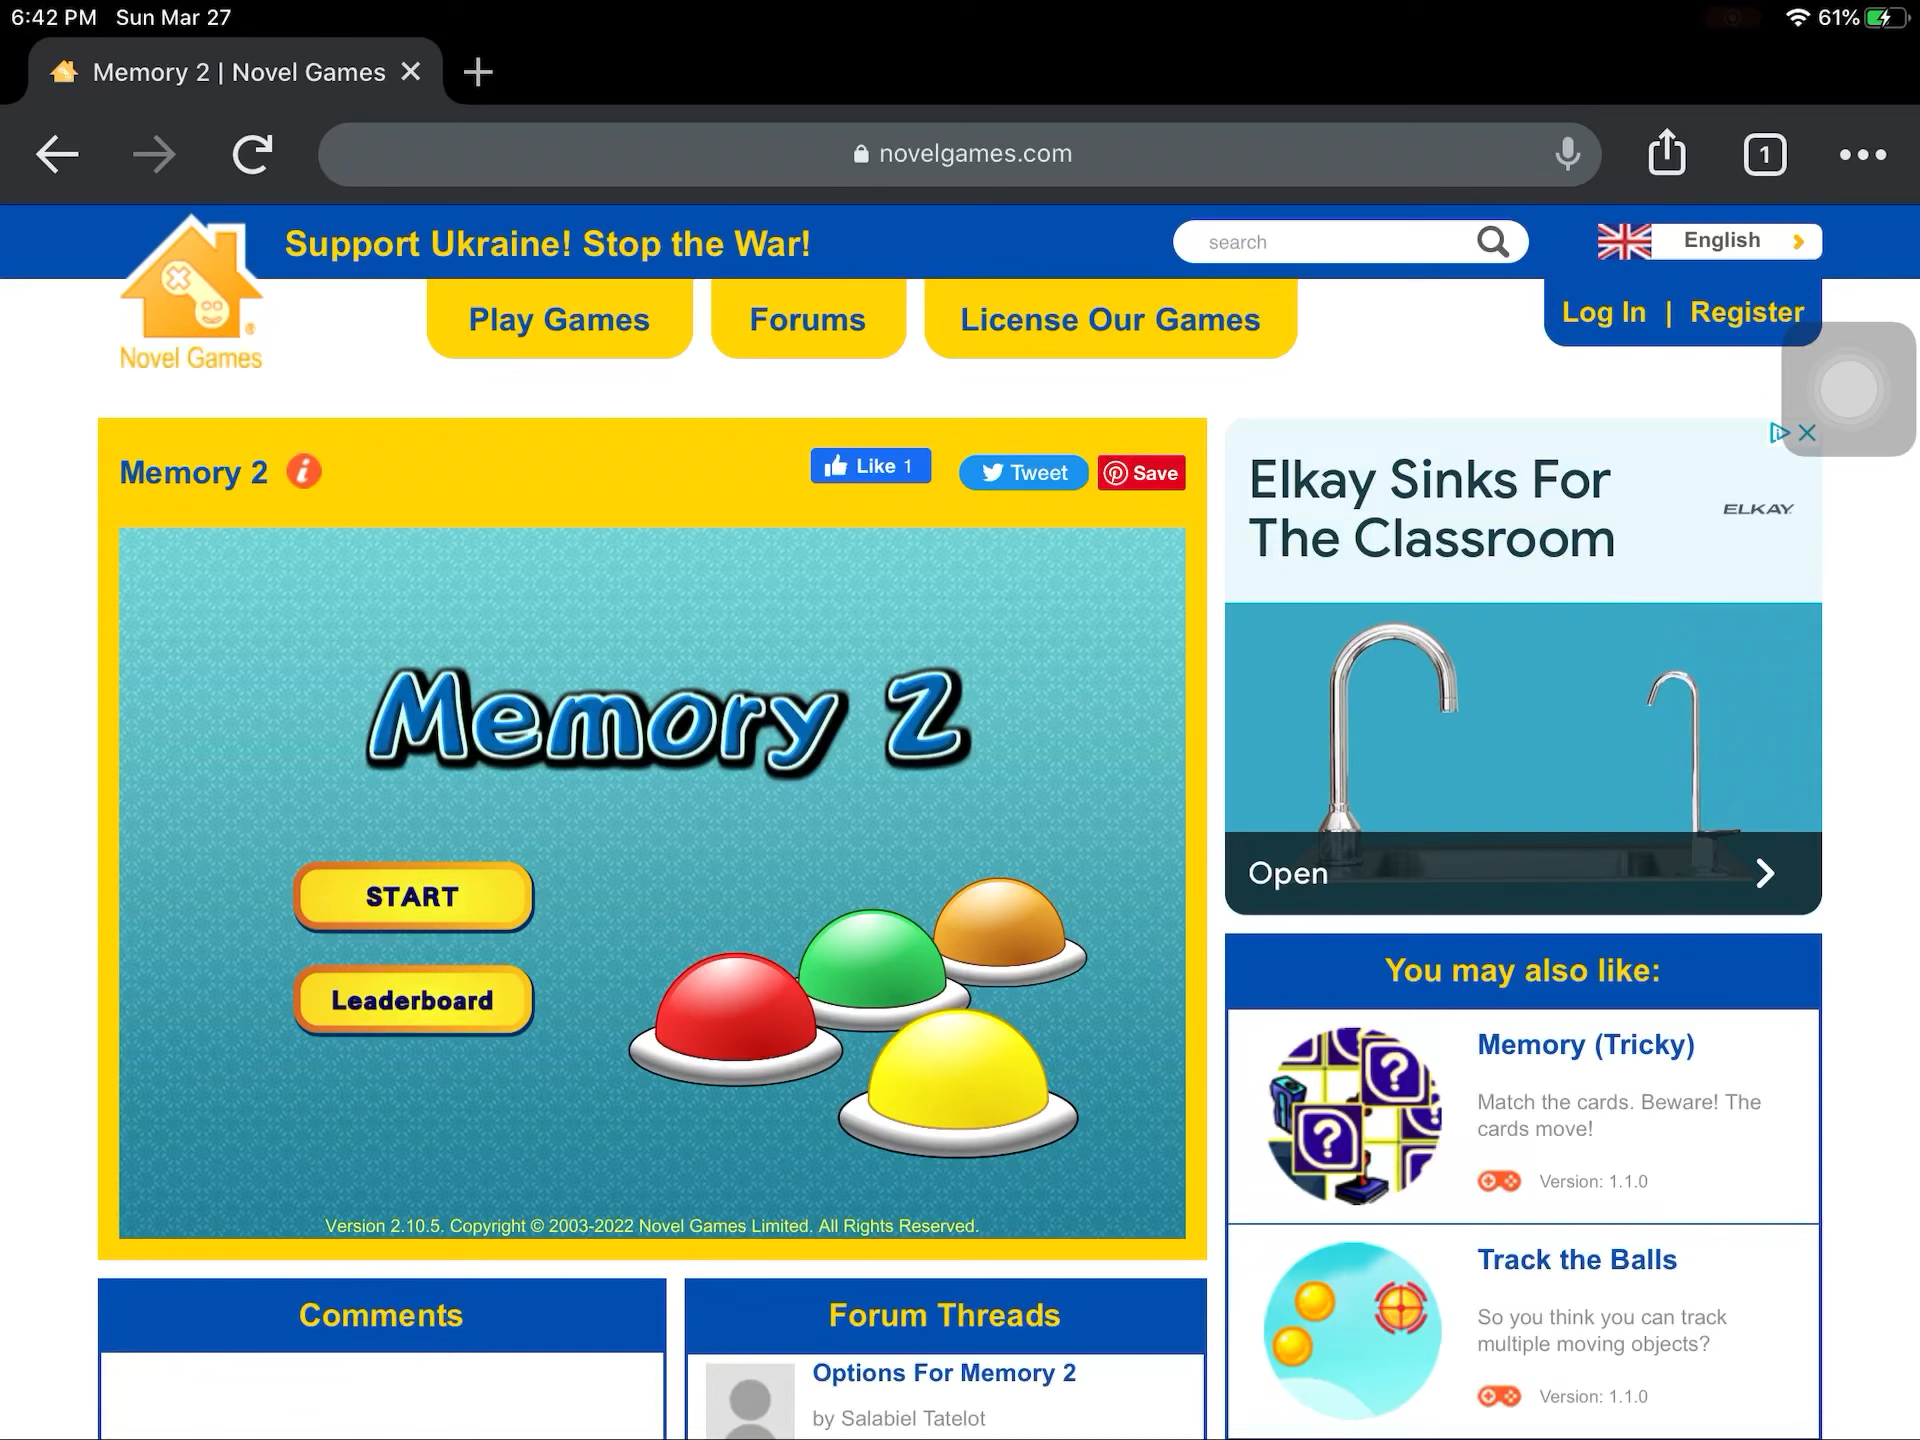 6:42 PM Sun Mar 27
61%
Memory 2 | Novel Games
novelgames.com
1
Support Ukraine! Stop the War!
search
English
Novel Games
Play Games
Forums
License Our Games
Log In | Register
Memory 2
Like 1
Tweet
Save
Memory 2
START
Leaderboard
Version 2.10.5. Copyright © 2003-2022 Novel Games Limited. All Rights Reserved.
Elkay Sinks For
The Classroom
ELKAY
Open
You may also like:
Memory (Tricky)
Match the cards. Beware! The
cards move!
Version: 1.1.0
Track the Balls
So you think you can track
multiple moving objects?
Version: 1.1.0
Comments
Forum Threads
Options For Memory 2
by Salabiel Tatelot